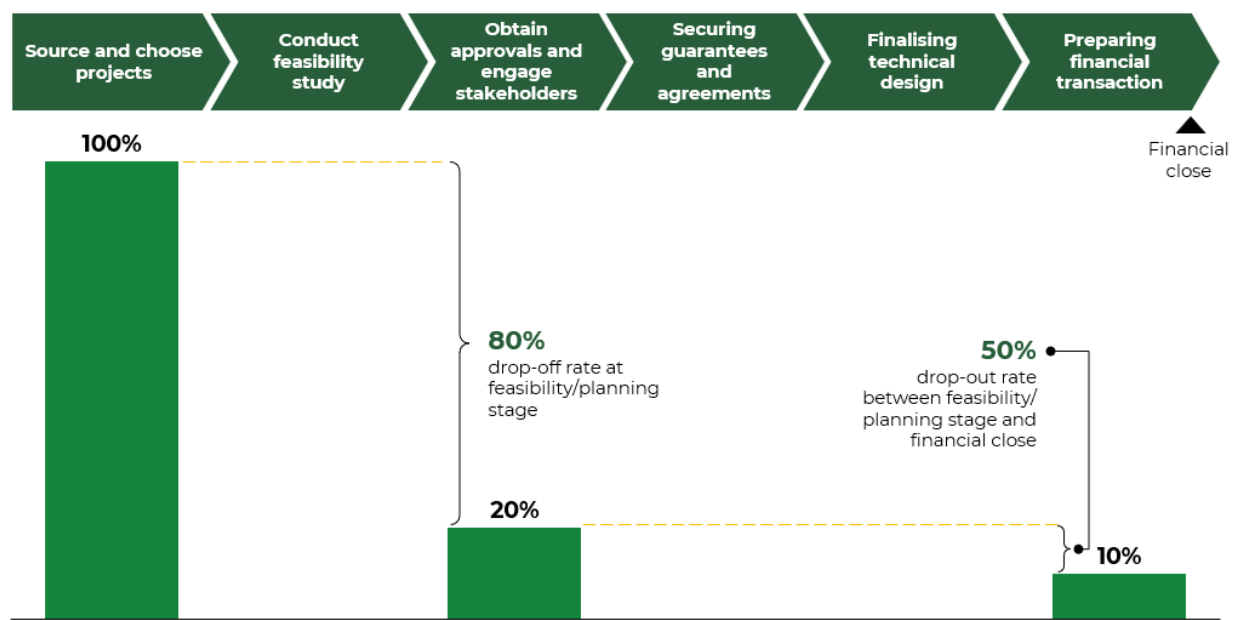 Source and choose
projects
Conduct
feasibility
study
Obtain
approvals and
engage
stakeholders
Securing
guarantees
and
agreements
Finalising
technical
design
Preparing
financial
transaction
Financial
close
100%
80%
drop-off rate at
feasibility/planning
stage
50%
drop-out rate
between feasibility/
planning stage and
financial close
20%
10%